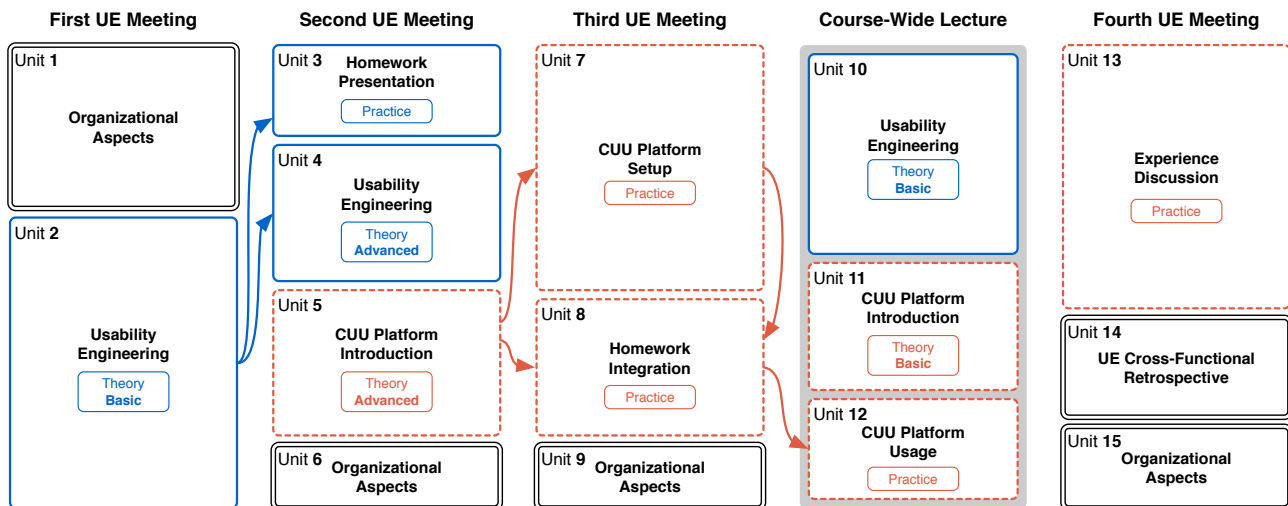 First UE Meeting
Unit 1
Organizational
Aspects
Unit 2
Usability
Engineering
Theory
Basic
Second UE Meeting
Unit 3
Homework
Presentation
Practice
Unit 4
Usability
Engineering
Theory
Advanced
Unit 5
CUU Platform
Introduction
Theory
Advanced
Unit 6
Organizational
Aspects
Third UE Meeting
Unit 7
CUU Platform
Setup
Practice
Unit 8
Homework
Integration
Practice
Unit 9
Organizational
Aspects
Course-Wide Lecture
Unit 10
Usability
Engineering
Theory
Basic
Unit 11
CUU Platform
Introduction
Theory
Basic
Unit 12
CUU Platform
Usage
Practice
Fourth UE Meeting
Unit 13
Experience
Discussion
Practice
Unit 14
UE Cross-Functional
Retrospective
Unit 15
Organizational
Aspects